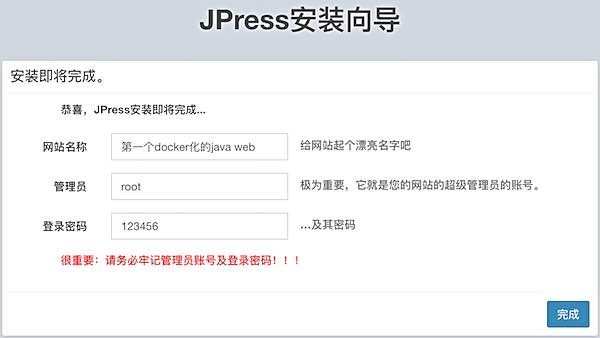 JPress安装向导
安装即将完成。
恭喜，JPress安装即将完成...
网站名称 第一个docker化的java web 给网站起个漂亮名字吧
管理员 root 极为重要，它就是您的网站的超级管理员的账号。
登录密码 123456 ...及其密码
很重要：请务必牢记管理员账号及登录密码！！！
完成